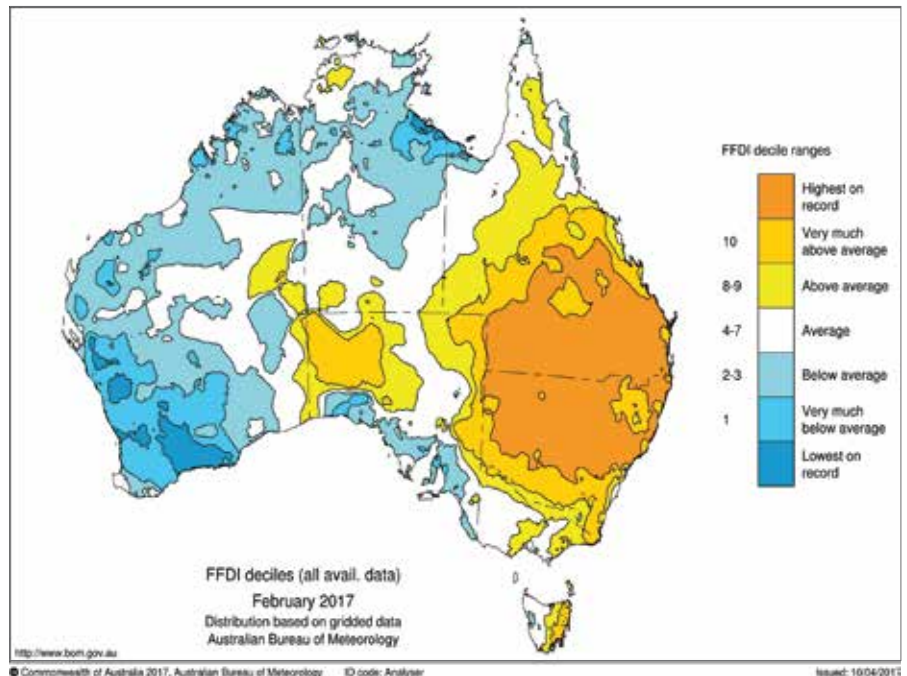 FFDI decile ranges
Highest on
record
10
Very much
above average
8-9
Above average
4-7
Average
2-3
Below average
1
Very much
below average
Lowest on
record
FFDI deciles (all avail. data)
February 2017
Distribution based on gridded data
Australian Bureau of Meteorology
http://www.bom.gov.au
© Commonwealth of Australia 2017, Australian Bureau of Meteorology ID code: Analyser Issued: 10/04/2017